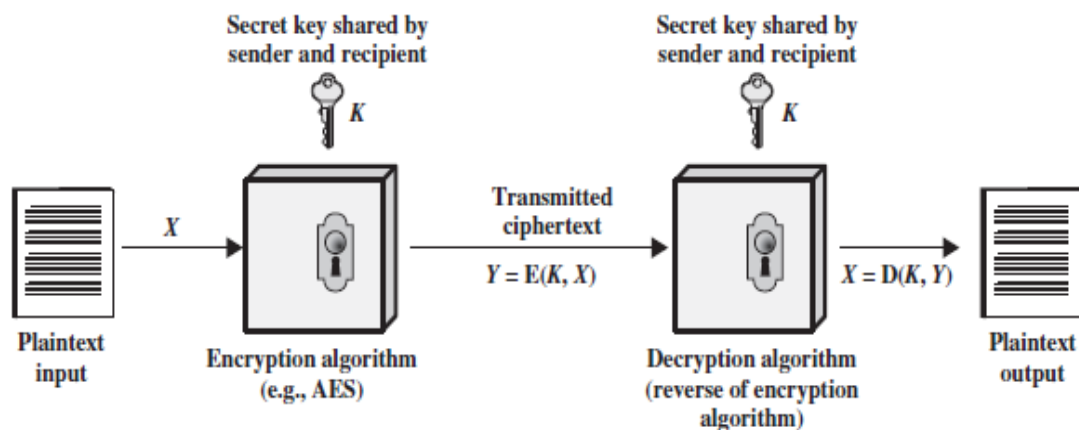 Secret key shared by
sender and recipient
K
Secret key shared by
sender and recipient
K
X
Transmitted
ciphertext
Y = E(K, X)
X = D(K, Y)
Plaintext
input
Encryption algorithm
(e.g., AES)
Decryption algorithm
(reverse of encryption
algorithm)
Plaintext
output